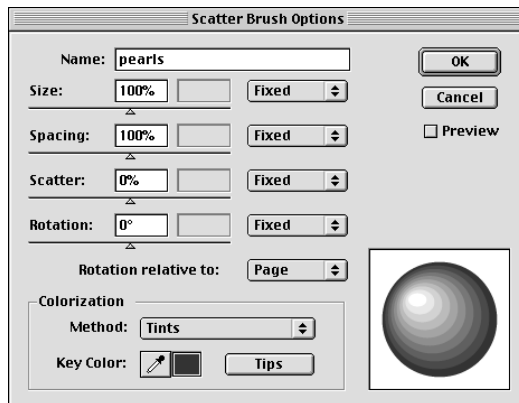 Scatter Brush Options
Name: pearls
OK
Size: 100% Fixed
Cancel
Spacing: 100% Fixed
Preview
Scatter: 0% Fixed
Rotation: 0° Fixed
Rotation relative to: Page
Colorization
Method: Tints
Key Color: Tips